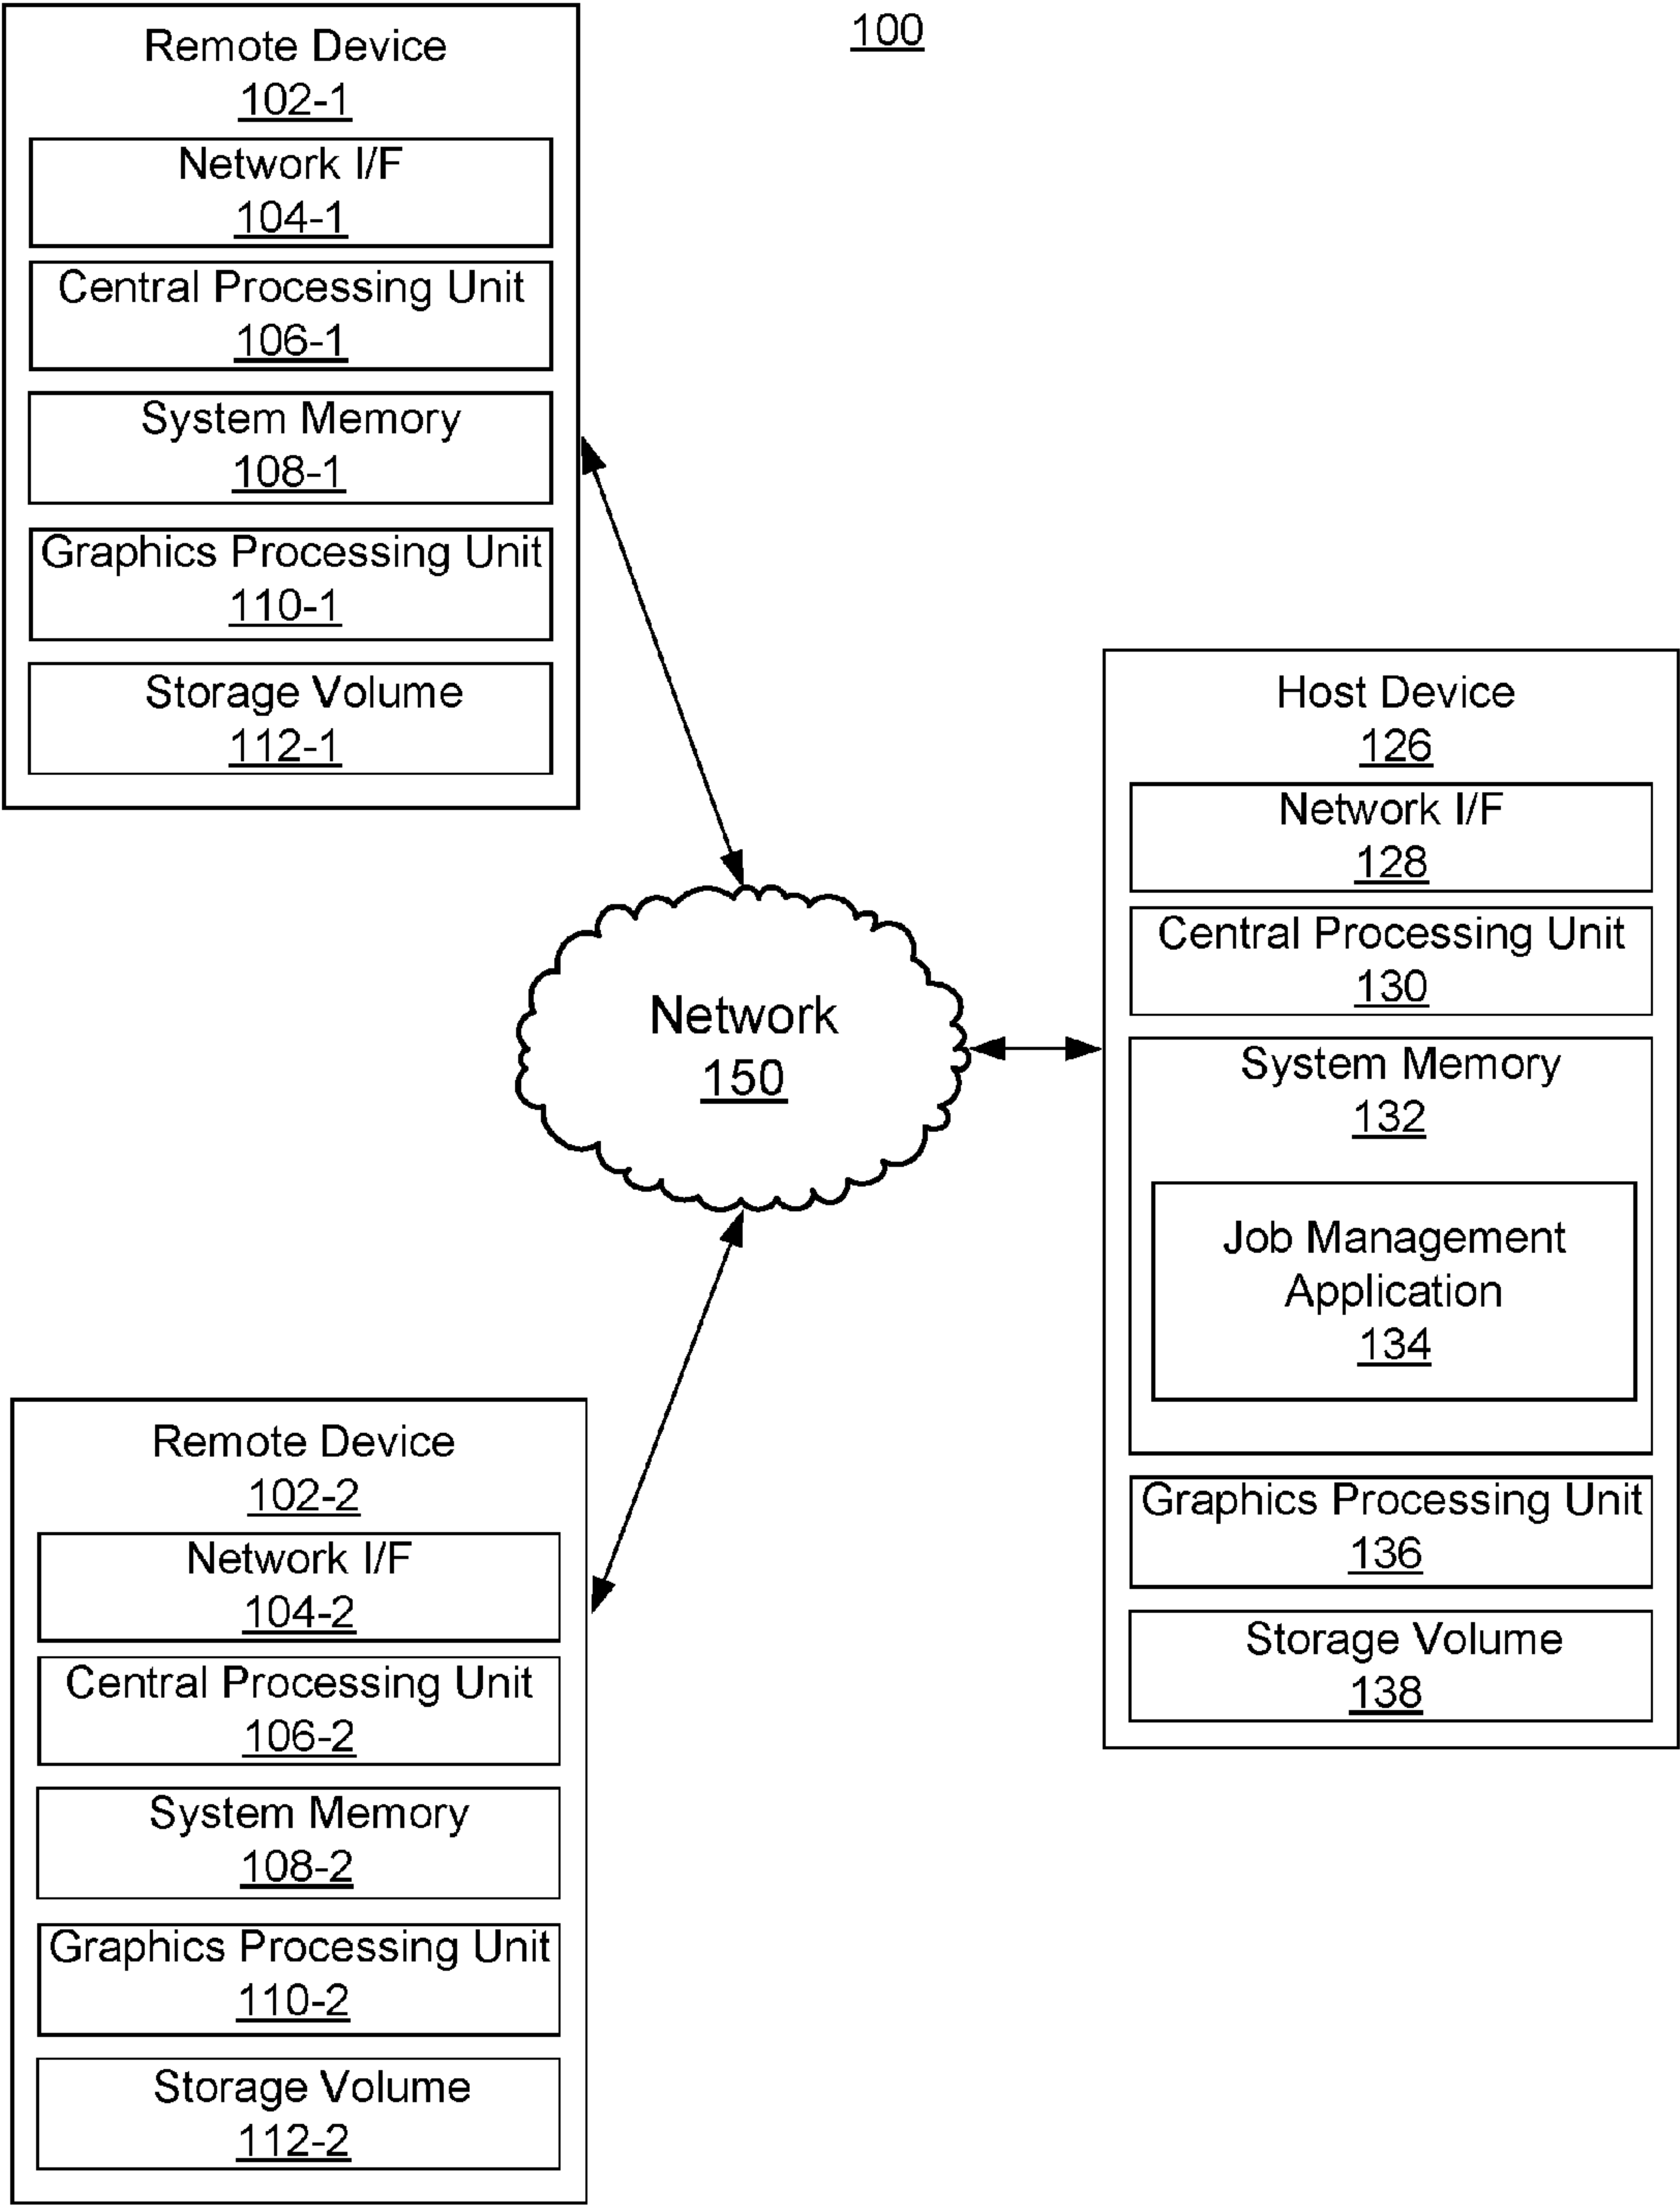 100
Remote Device
102-1
Network I/F
104-1
Central Processing Unit
106-1
System Memory
108-1
Graphics Processing Unit
110-1
Storage Volume
112-1
Network
150
Host Device
126
Network I/F
128
Central Processing Unit
130
System Memory
132
Job Management
Application
134
Graphics Processing Unit
136
Storage Volume
138
Remote Device
102-2
Network I/F
104-2
Central Processing Unit
106-2
System Memory
108-2
Graphics Processing Unit
110-2
Storage Volume
112-2